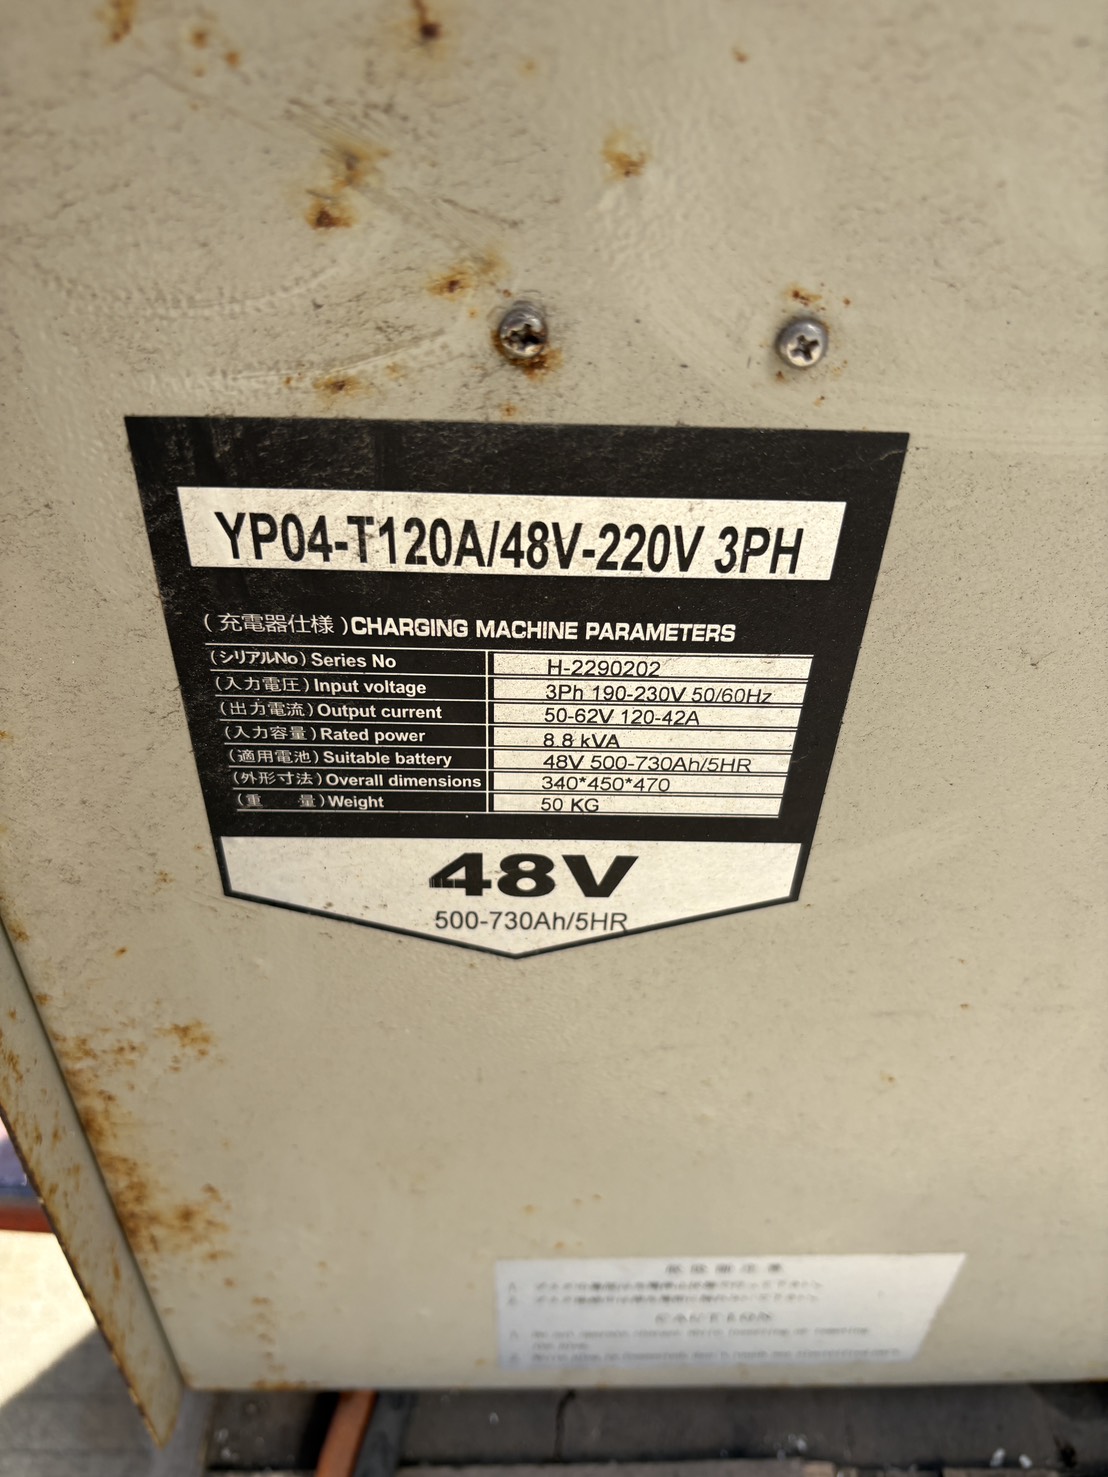 YP04-T120A/48V-220V 3PH
(充電器仕様)CHARGING MACHINE PARAMETERS
(シリアルNo) Series No H-2290202
(入力電圧) Input voltage 3Ph 190-230V 50/60Hz
(出力電流) Output current 50-62V 120-42A
(入力容量) Rated power 8.8 kVA
(適用電池) Suitable battery 48V 500-730Ah/5HR
(外形寸法) Overall dimensions 340*450*470
(重 量) Weight 50 KG
48V
500-730Ah/5HR
CAUTION